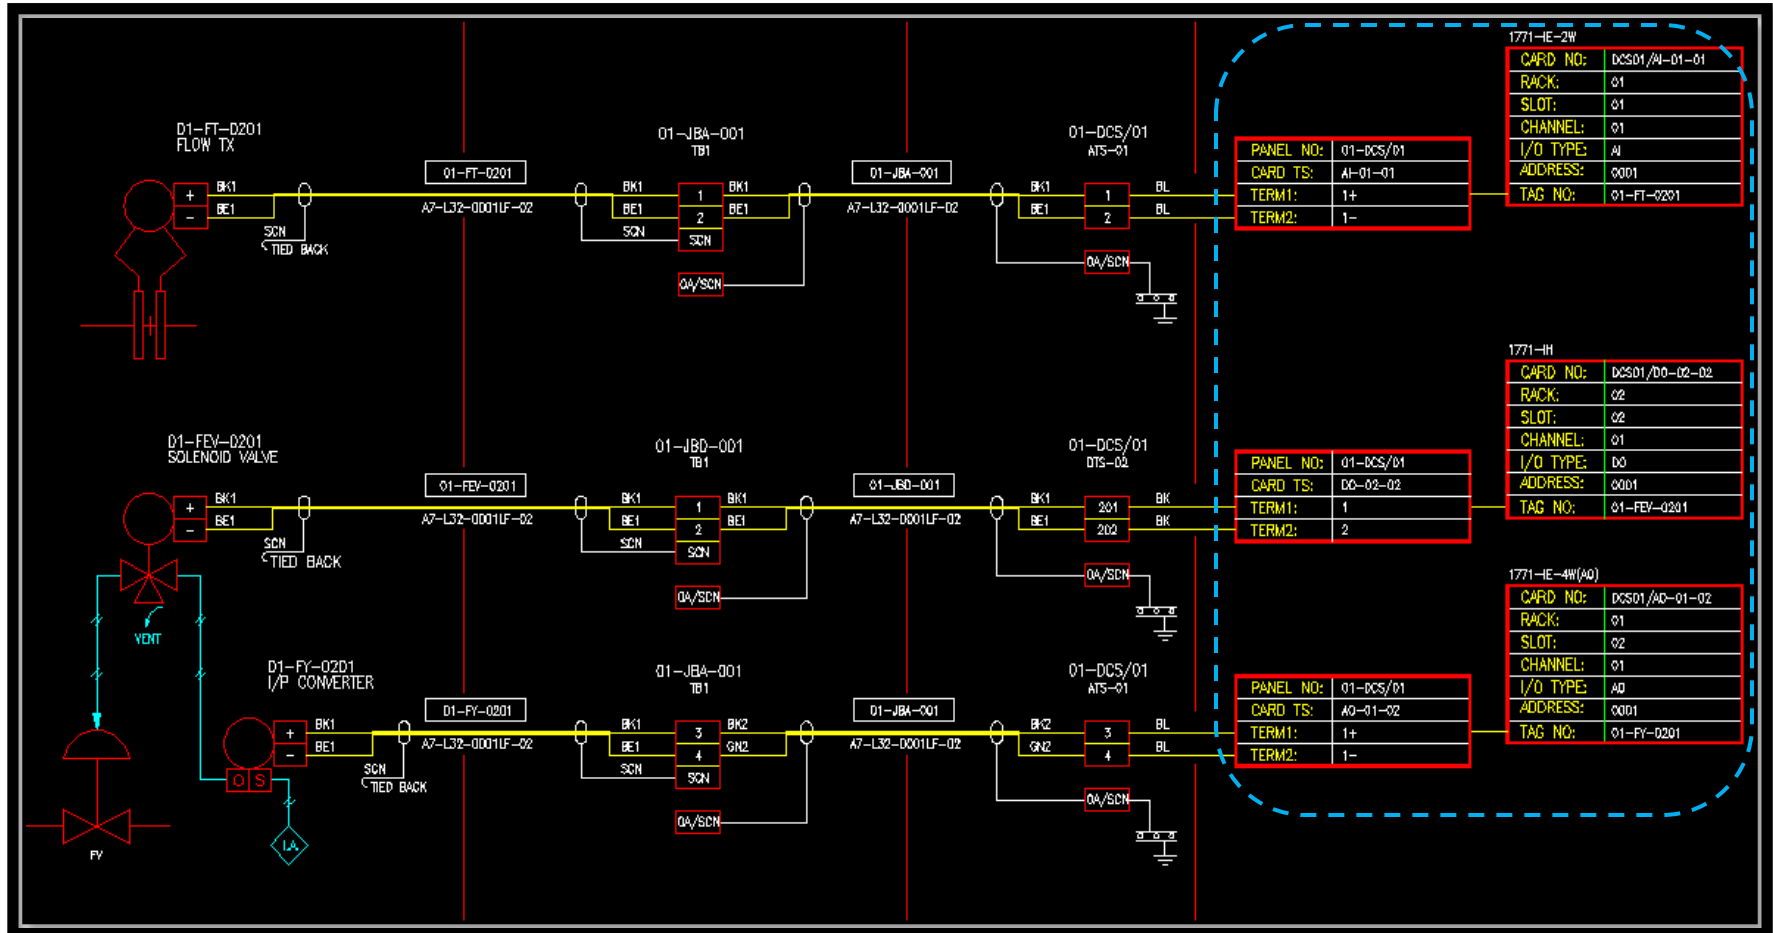 1771-IE-2W
CARD NO: DCS01/AI-01-01
RACK: 01
SLOT: 01
CHANNEL: 01
I/O TYPE: AI
ADDRESS: 0001
TAG NO: 01-FT-0201
01-FT-0201
FLOW TX
+
-
BK1
BE1
SCN
TIED BACK
01-FT-0201
A7-L32-0001LF-02
01-JBA-001
TB1
BK1
BE1
SCN
1
2
SCN
BK1
BE1
OA/SCN
01-JBA-001
A7-L32-0001LF-02
01-DCS/01
ATS-01
BK1
BE1
1
2
BL
BL
OA/SCN
PANEL NO: 01-DCS/01
CARD TS: AI-01-01
TERM1: 1+
TERM2: 1-
1771-IH
CARD NO: DCS01/DO-02-02
RACK: 02
SLOT: 02
CHANNEL: 01
I/O TYPE: DO
ADDRESS: 0001
TAG NO: 01-FEV-0201
01-FEV-0201
SOLENOID VALVE
+
-
BK1
BE1
SCN
TIED BACK
VENT
01-FEV-0201
A7-L32-0001LF-02
01-JBD-001
TB1
BK1
BE1
SCN
1
2
SCN
BK1
BE1
OA/SCN
01-JBD-001
A7-L32-0001LF-02
01-DCS/01
DTS-02
BK1
BE1
201
202
BK
BK
OA/SCN
PANEL NO: 01-DCS/01
CARD TS: DO-02-02
TERM1: 1
TERM2: 2
1771-IE-4W(AO)
CARD NO: DCS01/AO-01-02
RACK: 01
SLOT: 02
CHANNEL: 01
I/O TYPE: AO
ADDRESS: 0001
TAG NO: 01-FY-0201
01-FY-0201
I/P CONVERTER
+
-
BK1
BE1
SCN
TIED BACK
O S
I.A
FV
01-FY-0201
A7-L32-0001LF-02
01-JBA-001
TB1
BK1
BE1
SCN
3
4
SCN
BK2
GN2
OA/SCN
01-JBA-001
A7-L32-0001LF-02
01-DCS/01
ATS-01
BK2
GN2
3
4
BL
BL
OA/SCN
PANEL NO: 01-DCS/01
CARD TS: AO-01-02
TERM1: 1+
TERM2: 1-